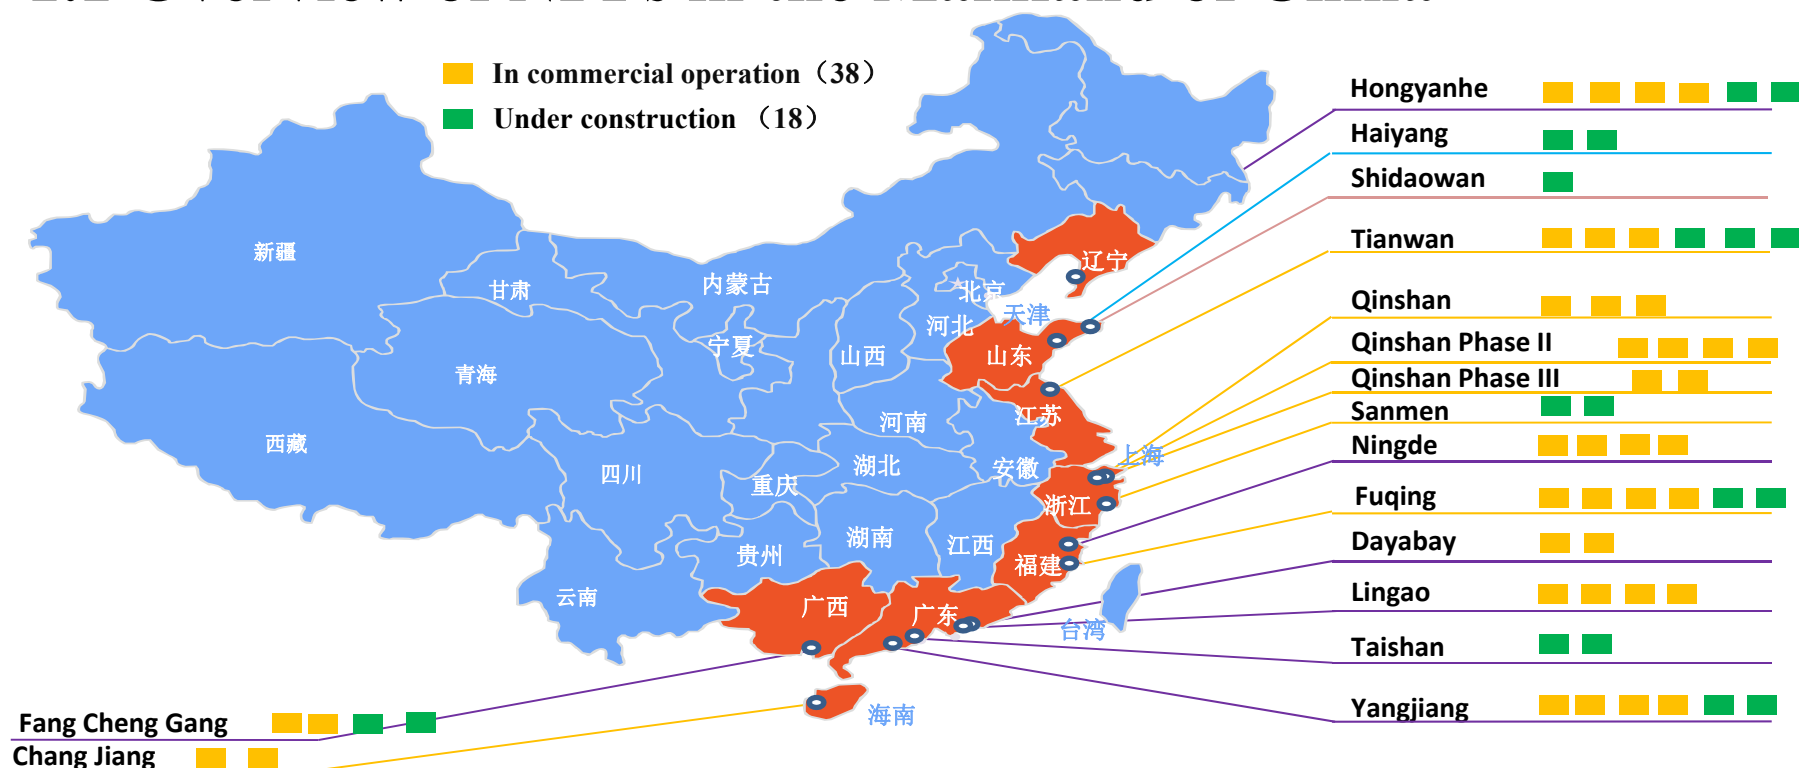 In commercial operation（38）
Under construction （18）
Hongyanhe
Haiyang
Shidaowan
Tianwan
Qinshan
Qinshan Phase II
Qinshan Phase III
Sanmen
Ningde
Fuqing
Dayabay
Lingao
Taishan
Yangjiang
Fang Cheng Gang
Chang Jiang
新疆
甘肃
内蒙古
辽宁
北京
天津
河北
宁夏
山西
山东
青海
河南
江苏
西藏
四川
重庆
湖北
安徽
上海
浙江
贵州
湖南
江西
福建
云南
广西
广东
台湾
海南